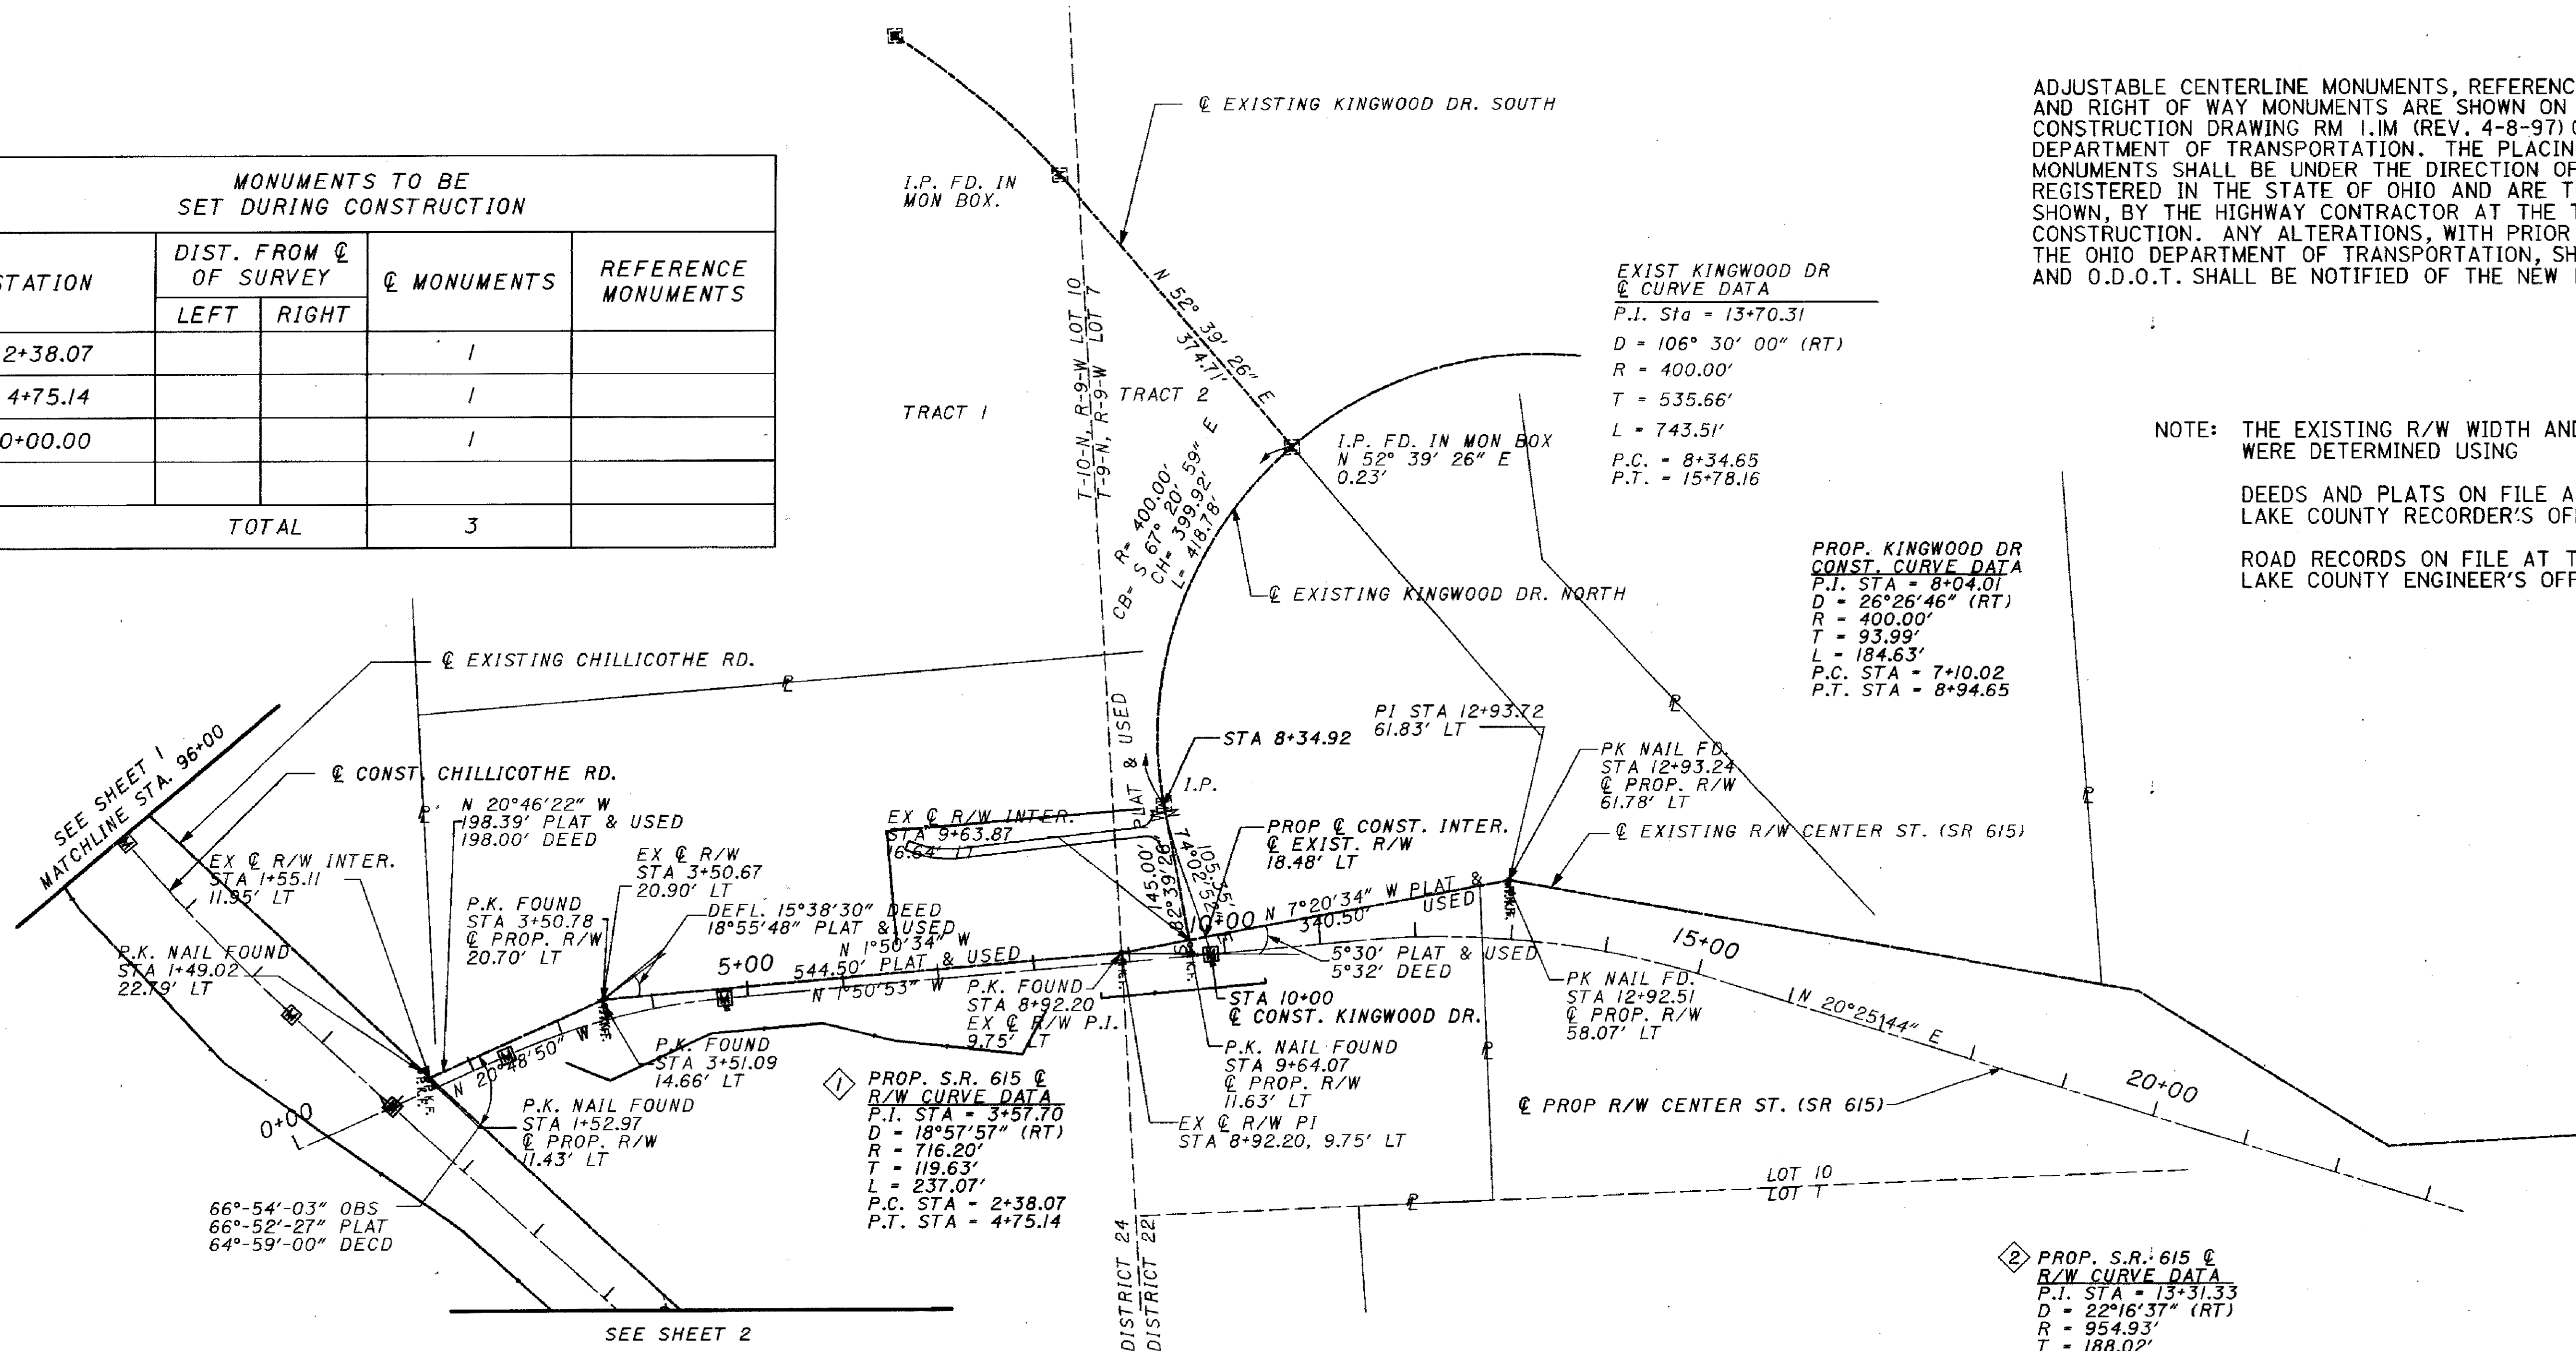 MONUMENTS TO BE
SET DURING CONSTRUCTION
STATION
DIST. FROM ℄
OF SURVEY
LEFT
RIGHT
℄ MONUMENTS
REFERENCE
MONUMENTS
2+38.07
1
4+75.14
1
0+00.00
1
TOTAL
3
℄ EXISTING KINGWOOD DR. SOUTH
I.P. FD. IN
MON BOX.
N 52° 39' 26" E
374.71'
T-10-N, R-9-W LOT 10
T-9-N, R-9-W LOT 7
TRACT 1
TRACT 2
R= 400.00'
CB= S 67° 20' 59" E
CH= 399.92'
L= 418.78'
I.P. FD. IN MON BOX
N 52° 39' 26" E
0.23'
℄ EXISTING KINGWOOD DR. NORTH
EXIST KINGWOOD DR
℄ CURVE DATA
P.I. Sta = 13+70.31
D = 106° 30' 00" (RT)
R = 400.00'
T = 535.66'
L = 743.51'
P.C. = 8+34.65
P.T. = 15+78.16
ADJUSTABLE CENTERLINE MONUMENTS, REFERENC
AND RIGHT OF WAY MONUMENTS ARE SHOWN ON
CONSTRUCTION DRAWING RM 1.1M (REV. 4-8-97)
DEPARTMENT OF TRANSPORTATION. THE PLACIN
MONUMENTS SHALL BE UNDER THE DIRECTION OF
REGISTERED IN THE STATE OF OHIO AND ARE T
SHOWN, BY THE HIGHWAY CONTRACTOR AT THE T
CONSTRUCTION. ANY ALTERATIONS, WITH PRIOR
THE OHIO DEPARTMENT OF TRANSPORTATION, SH
AND O.D.O.T. SHALL BE NOTIFIED OF THE NEW
NOTE: THE EXISTING R/W WIDTH AND
WERE DETERMINED USING
DEEDS AND PLATS ON FILE A
LAKE COUNTY RECORDER'S OF
ROAD RECORDS ON FILE AT T
LAKE COUNTY ENGINEER'S OFF
PROP. KINGWOOD DR
CONST. CURVE DATA
P.I. STA = 8+04.01
D = 26°26'46" (RT)
R = 400.00'
T = 93.99'
L = 184.63'
P.C. STA = 7+10.02
P.T. STA = 8+94.65
℄ EXISTING CHILLICOTHE RD.
SEE SHEET 1
MATCHLINE STA. 96+00
℄ CONST. CHILLICOTHE RD.
N 20°46'22" W
198.39' PLAT & USED
198.00' DEED
EX ℄ R/W INTER.
STA 1+55.11
11.95' LT
P.K. FOUND
STA 3+50.78
℄ PROP. R/W
20.70' LT
EX ℄ R/W
STA 3+50.67
20.90' LT
DEFL. 15°38'30" DEED
18°55'48" PLAT & USED
N 1°50'34" W
544.50' PLAT & USED
5+00
N 1°50'53" W
P.K. NAIL FOUND
STA 1+49.02
22.79' LT
N 20°48'50" W
0+00
P.K. FOUND
STA 3+51.09
14.66' LT
P.K. NAIL FOUND
STA 1+52.97
℄ PROP. R/W
11.43' LT
66°-54'-03" OBS
66°-52'-27" PLAT
64°-59'-00" DECD
EX ℄ R/W INTER.
STA 9+63.87
16.64' LT
PLAT & USED
STA 8+34.92
I.P.
145.00'
S 82°39'26" W
N 74°02'52" E
105.35'
PROP ℄ CONST. INTER.
℄ EXIST. R/W
18.48' LT
PI STA 12+93.72
61.83' LT
PK NAIL FD.
STA 12+93.24
℄ PROP. R/W
61.78' LT
℄ EXISTING R/W CENTER ST. (SR 615)
10+00
N 7°20'34" W PLAT &
USED
340.50'
5°30' PLAT & USED
5°32' DEED
PK NAIL FD.
STA 12+92.51
℄ PROP. R/W
58.07' LT
15+00
N 20°25'44" E
20+00
P.K. FOUND
STA 8+92.20
EX ℄ R/W P.I.
9.75' LT
STA 10+00
℄ CONST. KINGWOOD DR.
P.K. NAIL FOUND
STA 9+64.07
℄ PROP. R/W
11.63' LT
EX ℄ R/W PI
STA 8+92.20, 9.75' LT
℄ PROP R/W CENTER ST. (SR 615)
1
PROP. S.R. 615 ℄
R/W CURVE DATA
P.I. STA = 3+57.70
D = 18°57'57" (RT)
R = 716.20'
T = 119.63'
L = 237.07'
P.C. STA = 2+38.07
P.T. STA = 4+75.14
LOT 10
LOT T
DISTRICT 24
DISTRICT 22
SEE SHEET 2
2
PROP. S.R. 615 ℄
R/W CURVE DATA
P.I. STA = 13+31.33
D = 22°16'37" (RT)
R = 954.93'
T = 188.02'